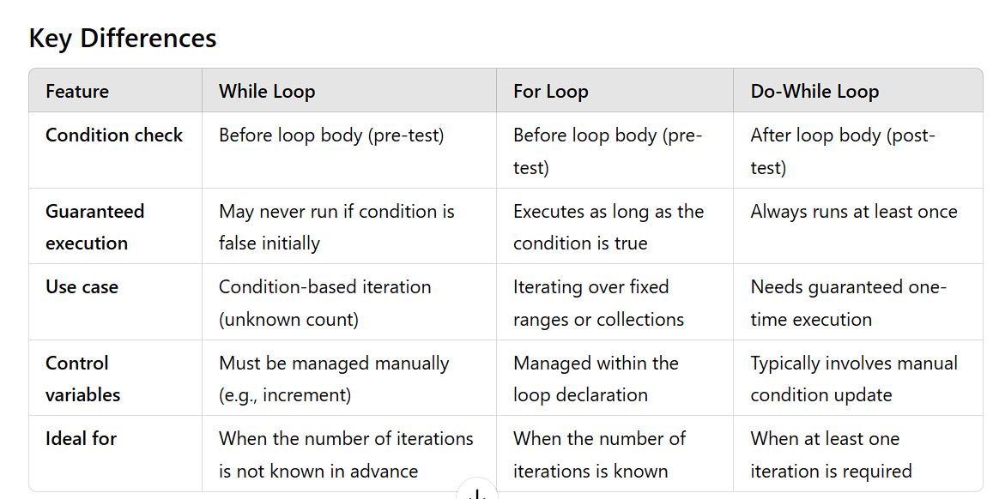 Key Differences
Feature While Loop For Loop Do-While Loop
Condition check Before loop body (pre-test) Before loop body (pre- After loop body (post-
test) test)
Guaranteed May never run if condition is Executes as long as the Always runs at least once
execution false initially condition is true
Use case Condition-based iteration Iterating over fixed Needs guaranteed one-
(unknown count) ranges or collections time execution
Control Must be managed manually Managed within the Typically involves manual
variables (e.g., increment) loop declaration condition update
Ideal for When the number of iterations When the number of When at least one
is not known in advance iterations is known iteration is required